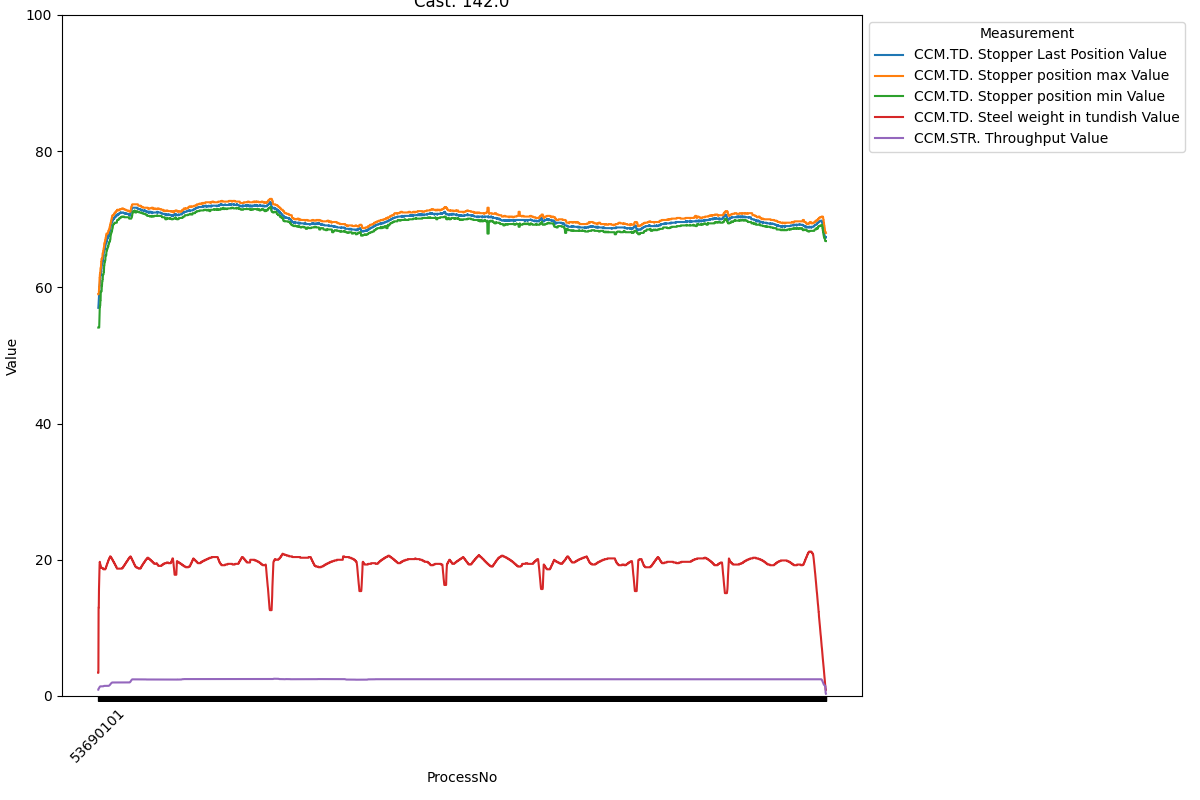 Cast: 142.0
100
80
60
40
20
0
Value
53690101
ProcessNo
Measurement
CCM.TD. Stopper Last Position Value
CCM.TD. Stopper position max Value
CCM.TD. Stopper position min Value
CCM.TD. Steel weight in tundish Value
CCM.STR. Throughput Value